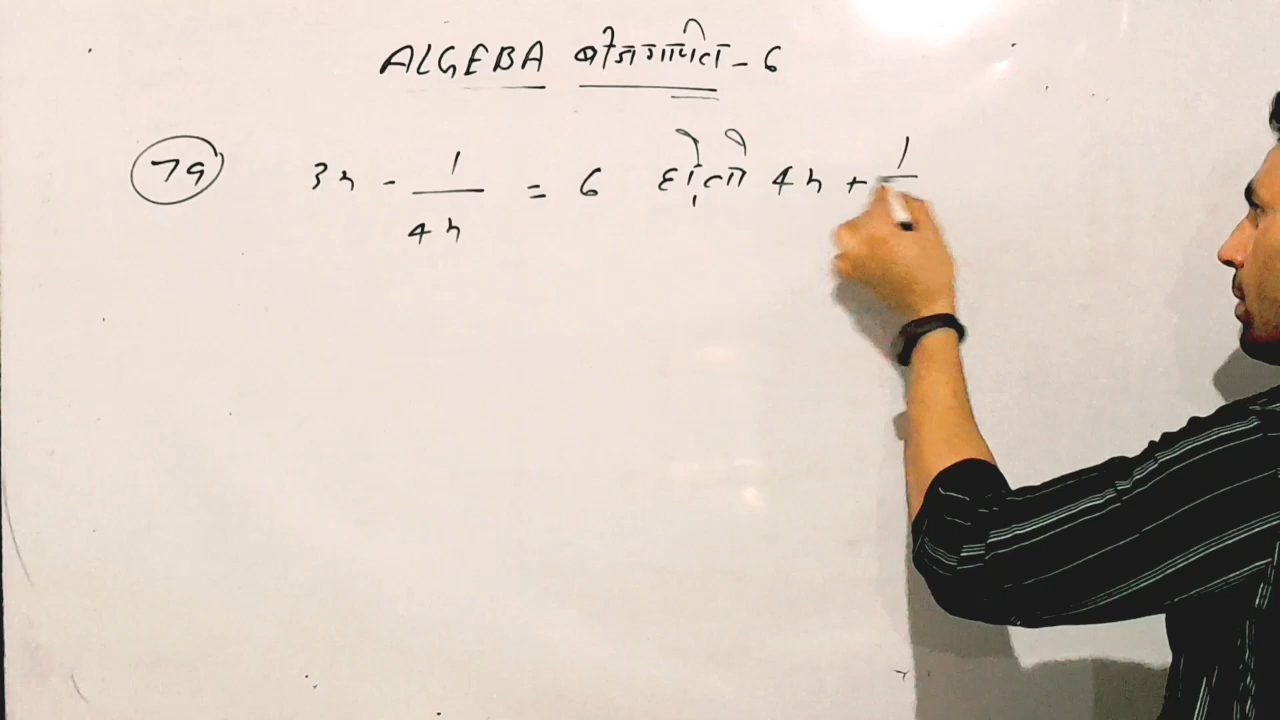 ALGEBA बीजगणित - 6
79 3x - 1/4x = 6 हो तो 4x + 1